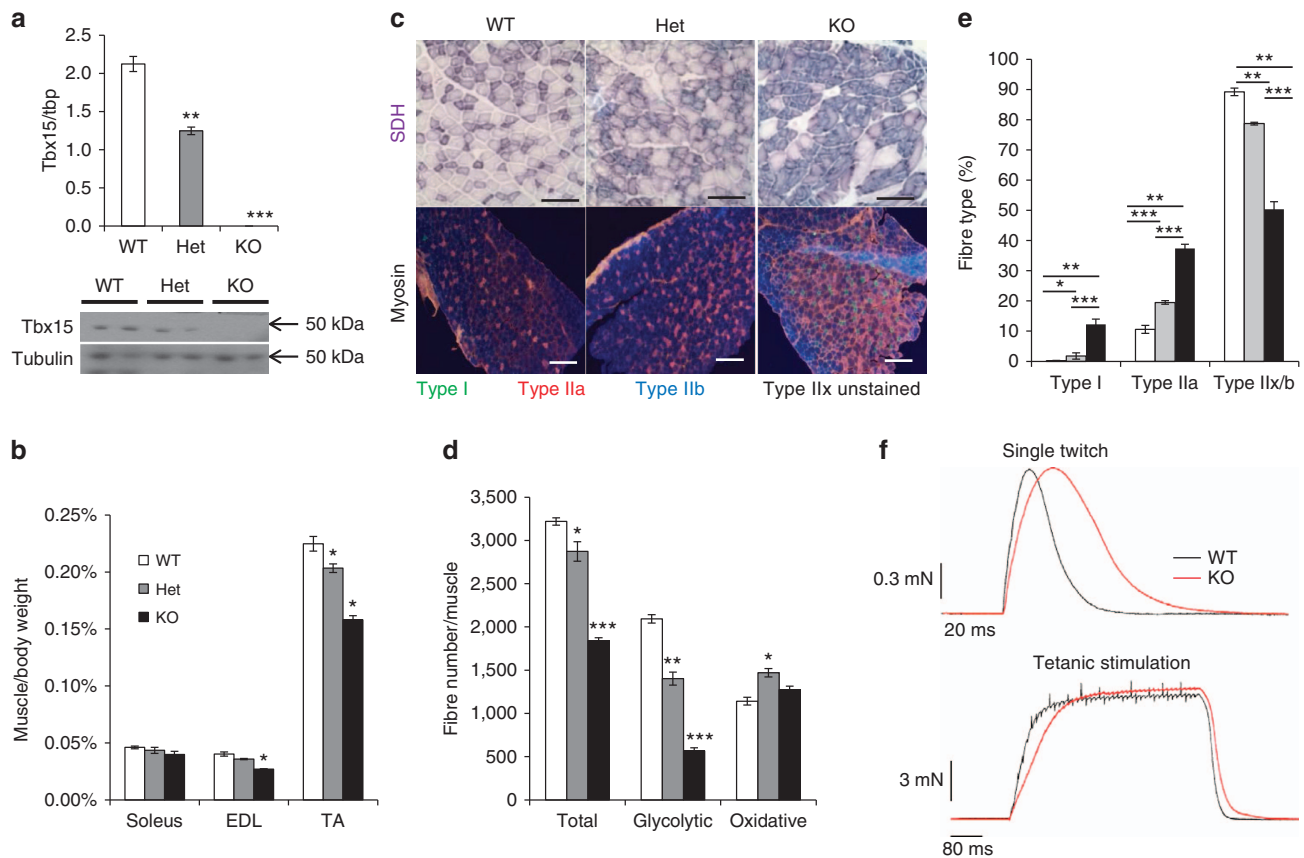 a
Tbx15/tbp
2.5
2.0
1.5
1.0
0.5
0.0
**
***
WT Het KO
WT Het KO
Tbx15 50 kDa
Tubulin 50 kDa
b
Muscle/body weight
0.25%
0.20%
0.15%
0.10%
0.05%
0.00%
WT
Het
KO
*
*
*
Soleus EDL TA
c
WT Het KO
SDH
Myosin
Type I Type IIa Type IIb Type IIx unstained
d
Fibre number/muscle
3,500
3,000
2,500
2,000
1,500
1,000
500
0
*
***
**
***
*
Total Glycolytic Oxidative
e
Fibre type (%)
100
90
80
70
60
50
40
30
20
10
0
**
*
***
**
***
***
**
**
***
Type I Type IIa Type IIx/b
f
Single twitch
WT
KO
0.3 mN
20 ms
Tetanic stimulation
3 mN
80 ms